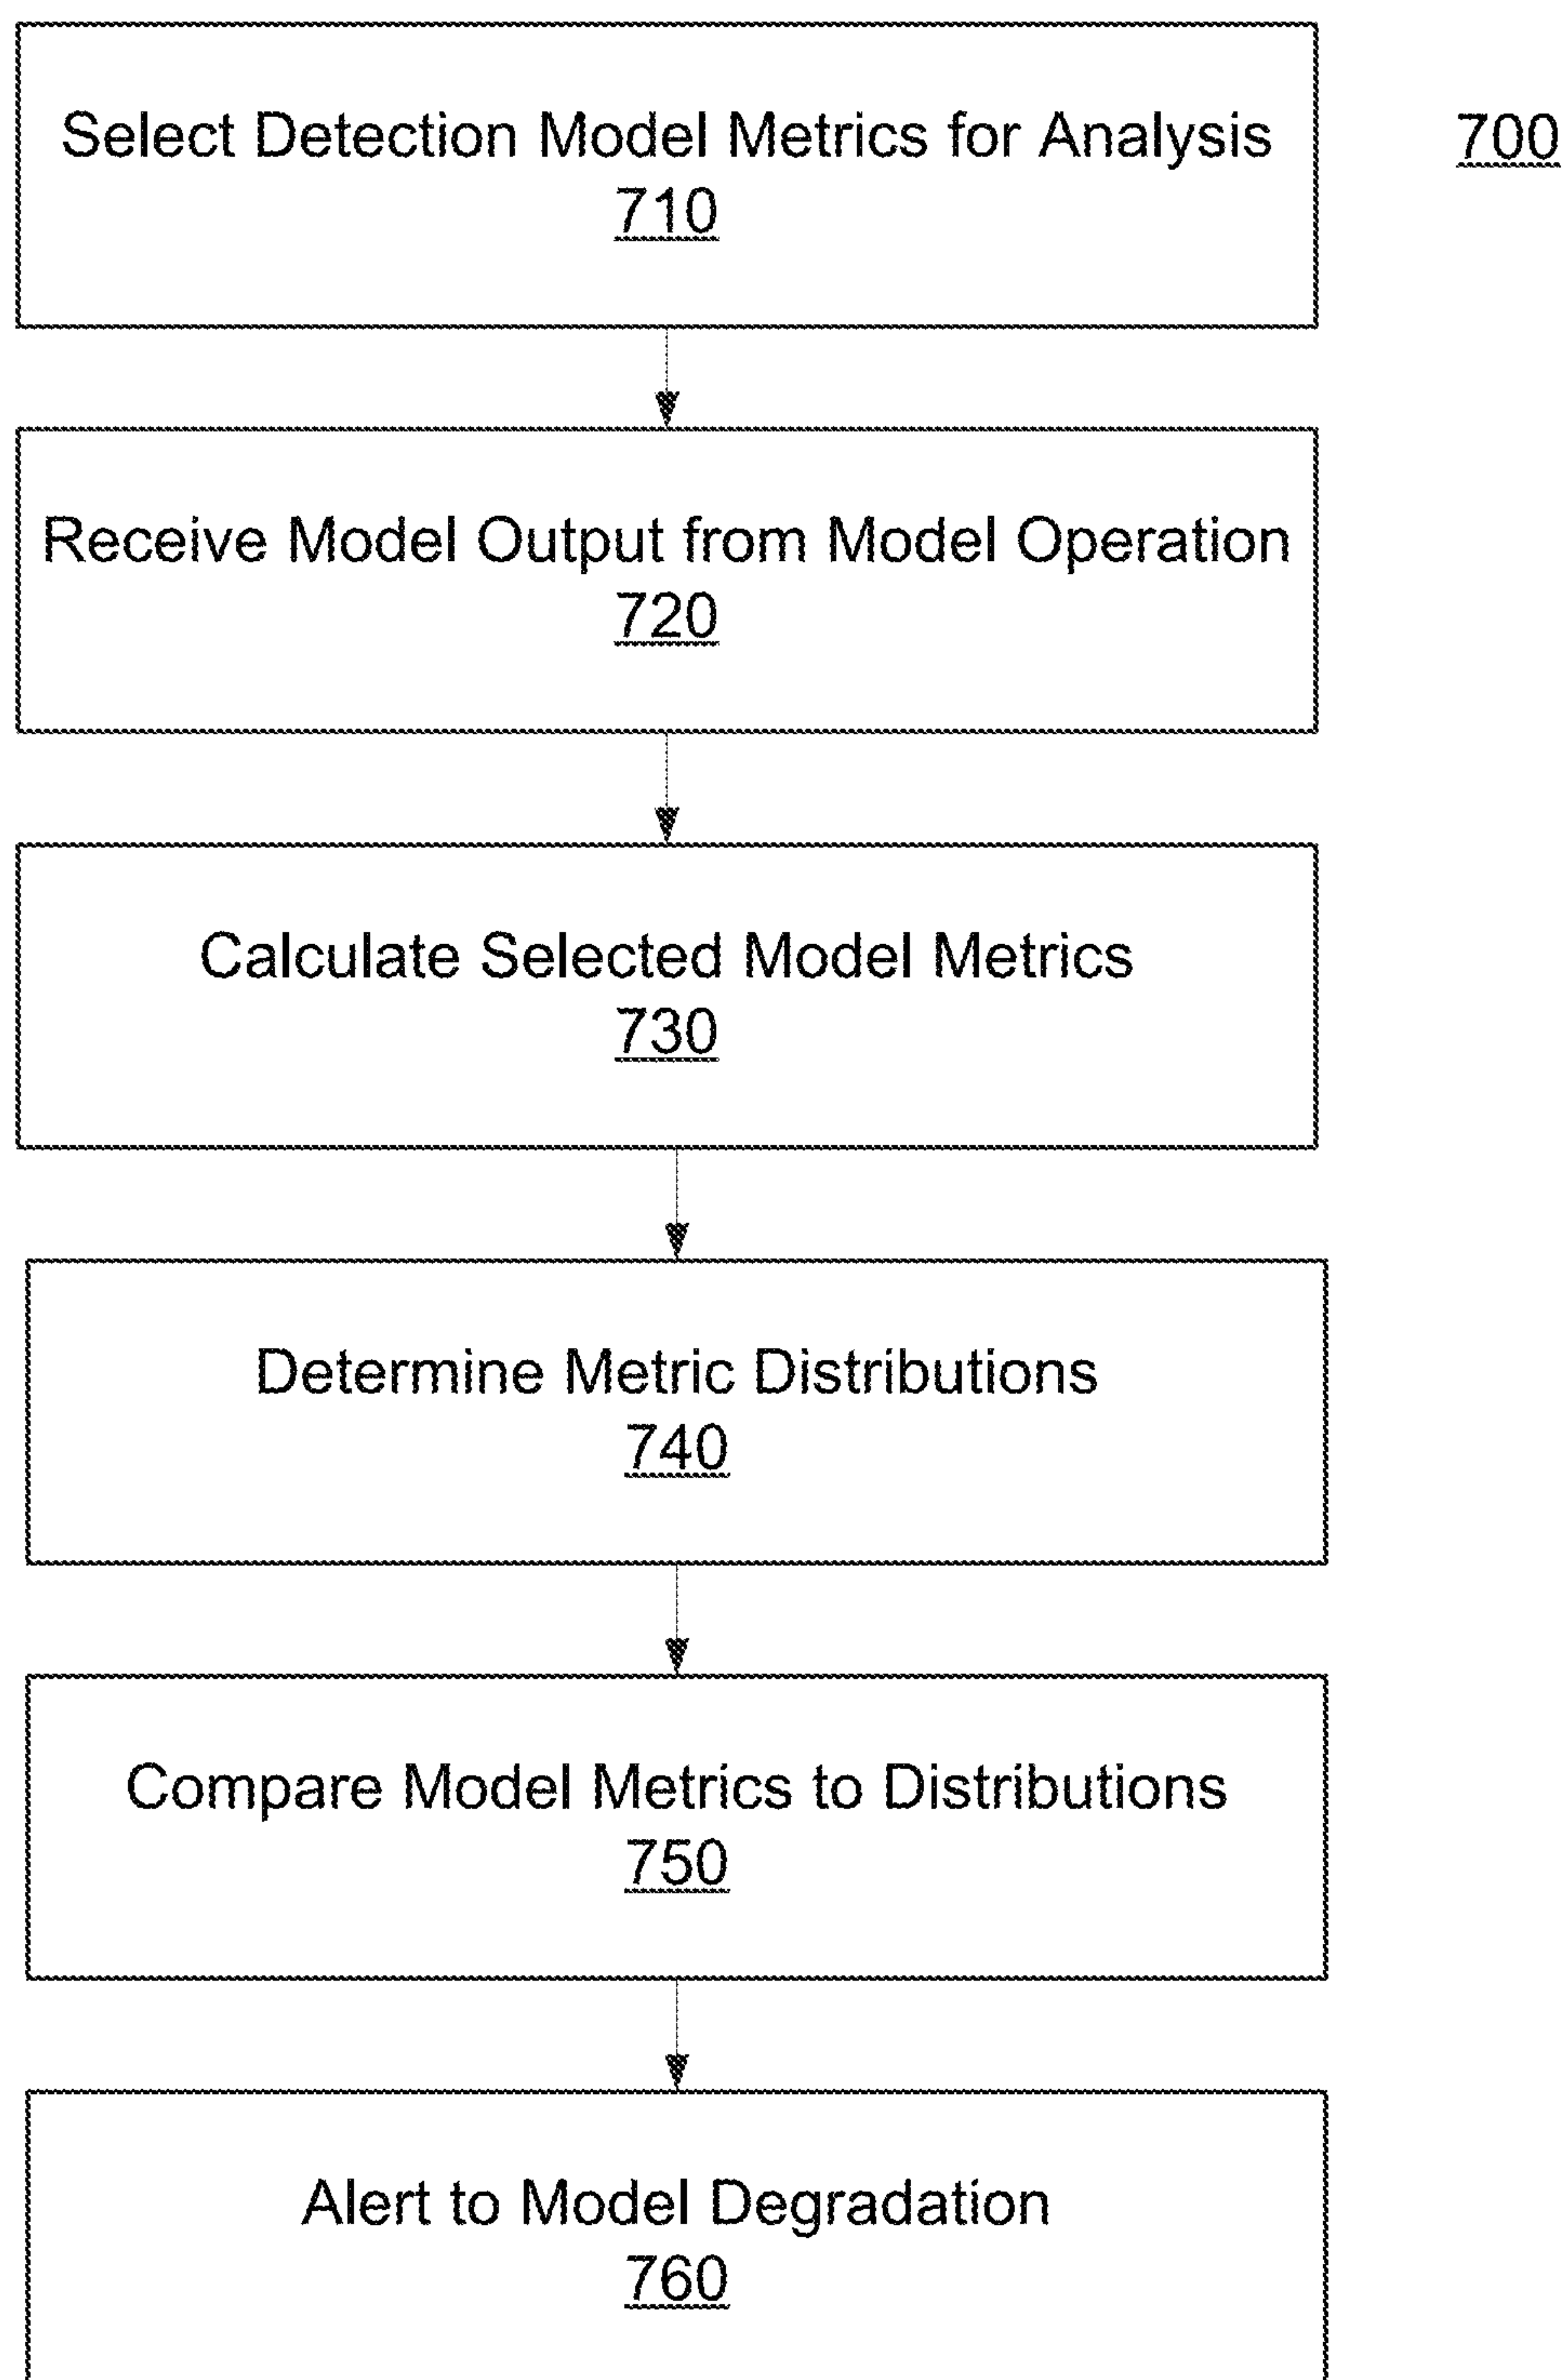 Select Detection Model Metrics for Analysis
710
700
Receive Model Output from Model Operation
720
Calculate Selected Model Metrics
730
Determine Metric Distributions
740
Compare Model Metrics to Distributions
750
Alert to Model Degradation
760